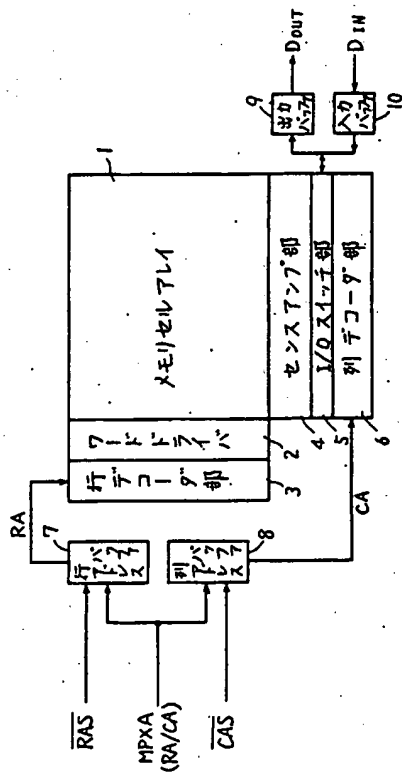 RAS
MPXA
(RA/CA)
CAS
7
行アドレスバッファ
列アドレスバッファ
8
RA
CA
行デコーダ部
3
ワードドライバ
2
メモリセルアレイ
1
センスアンプ部
4
I/Oスイッチ部
5
列デコーダ部
6
9
出力バッファ
入力バッファ
10
DOUT
DIN